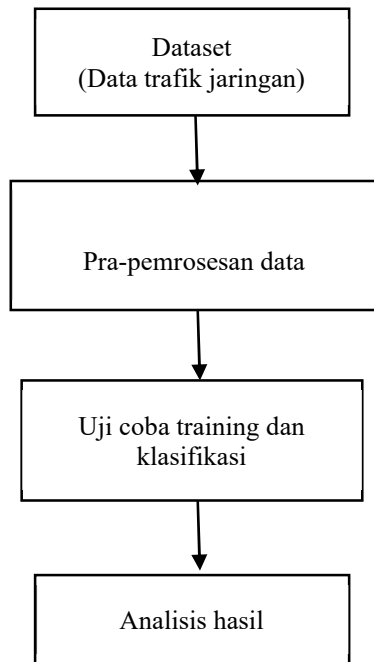 Dataset
(Data trafik jaringan)
Pra-pemrosesan data
Uji coba training dan
klasifikasi
Analisis hasil